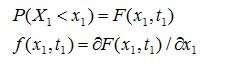 P(X₁ < x₁) = F(x₁, t₁)
f(x₁, t₁) = ∂F(x₁, t₁) / ∂x₁